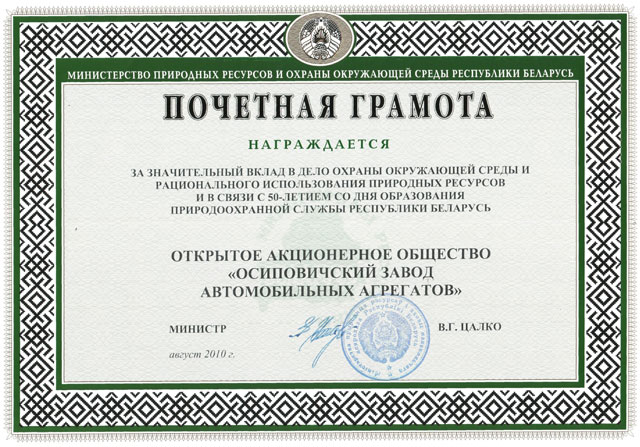 МИНИСТЕРСТВО ПРИРОДНЫХ РЕСУРСОВ И ОХРАНЫ ОКРУЖАЮЩЕЙ СРЕДЫ РЕСПУБЛИКИ БЕЛАРУСЬ
ПОЧЕТНАЯ ГРАМОТА
НАГРАЖДАЕТСЯ
ЗА ЗНАЧИТЕЛЬНЫЙ ВКЛАД В ДЕЛО ОХРАНЫ ОКРУЖАЮЩЕЙ СРЕДЫ И
РАЦИОНАЛЬНОГО ИСПОЛЬЗОВАНИЯ ПРИРОДНЫХ РЕСУРСОВ
И В СВЯЗИ С 50-ЛЕТИЕМ СО ДНЯ ОБРАЗОВАНИЯ
ПРИРОДООХРАННОЙ СЛУЖБЫ РЕСПУБЛИКИ БЕЛАРУСЬ
ОТКРЫТОЕ АКЦИОНЕРНОЕ ОБЩЕСТВО
«ОСИПОВИЧСКИЙ ЗАВОД
АВТОМОБИЛЬНЫХ АГРЕГАТОВ»
МИНИСТР В.Г. ЦАЛКО
август 2010 г.